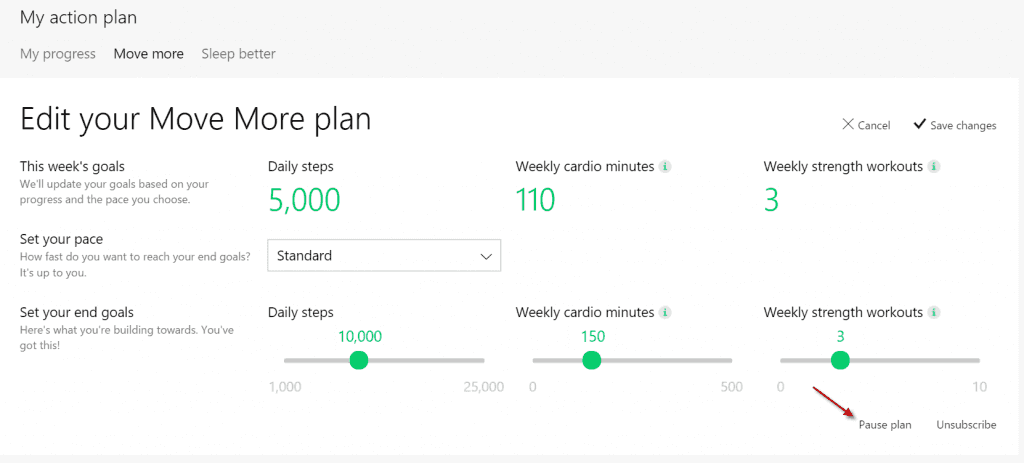 My action plan
My progress Move more Sleep better
Edit your Move More plan
Cancel Save changes
This week's goals
We'll update your goals based on your
progress and the pace you choose.
Daily steps
5,000
Weekly cardio minutes i
110
Weekly strength workouts i
3
Set your pace
How fast do you want to reach your end goals?
It's up to you.
Standard
Set your end goals
Here's what you're building towards. You've
got this!
Daily steps
10,000
1,000 25,000
Weekly cardio minutes i
150
0 500
Weekly strength workouts i
3
0 10
Pause plan Unsubscribe